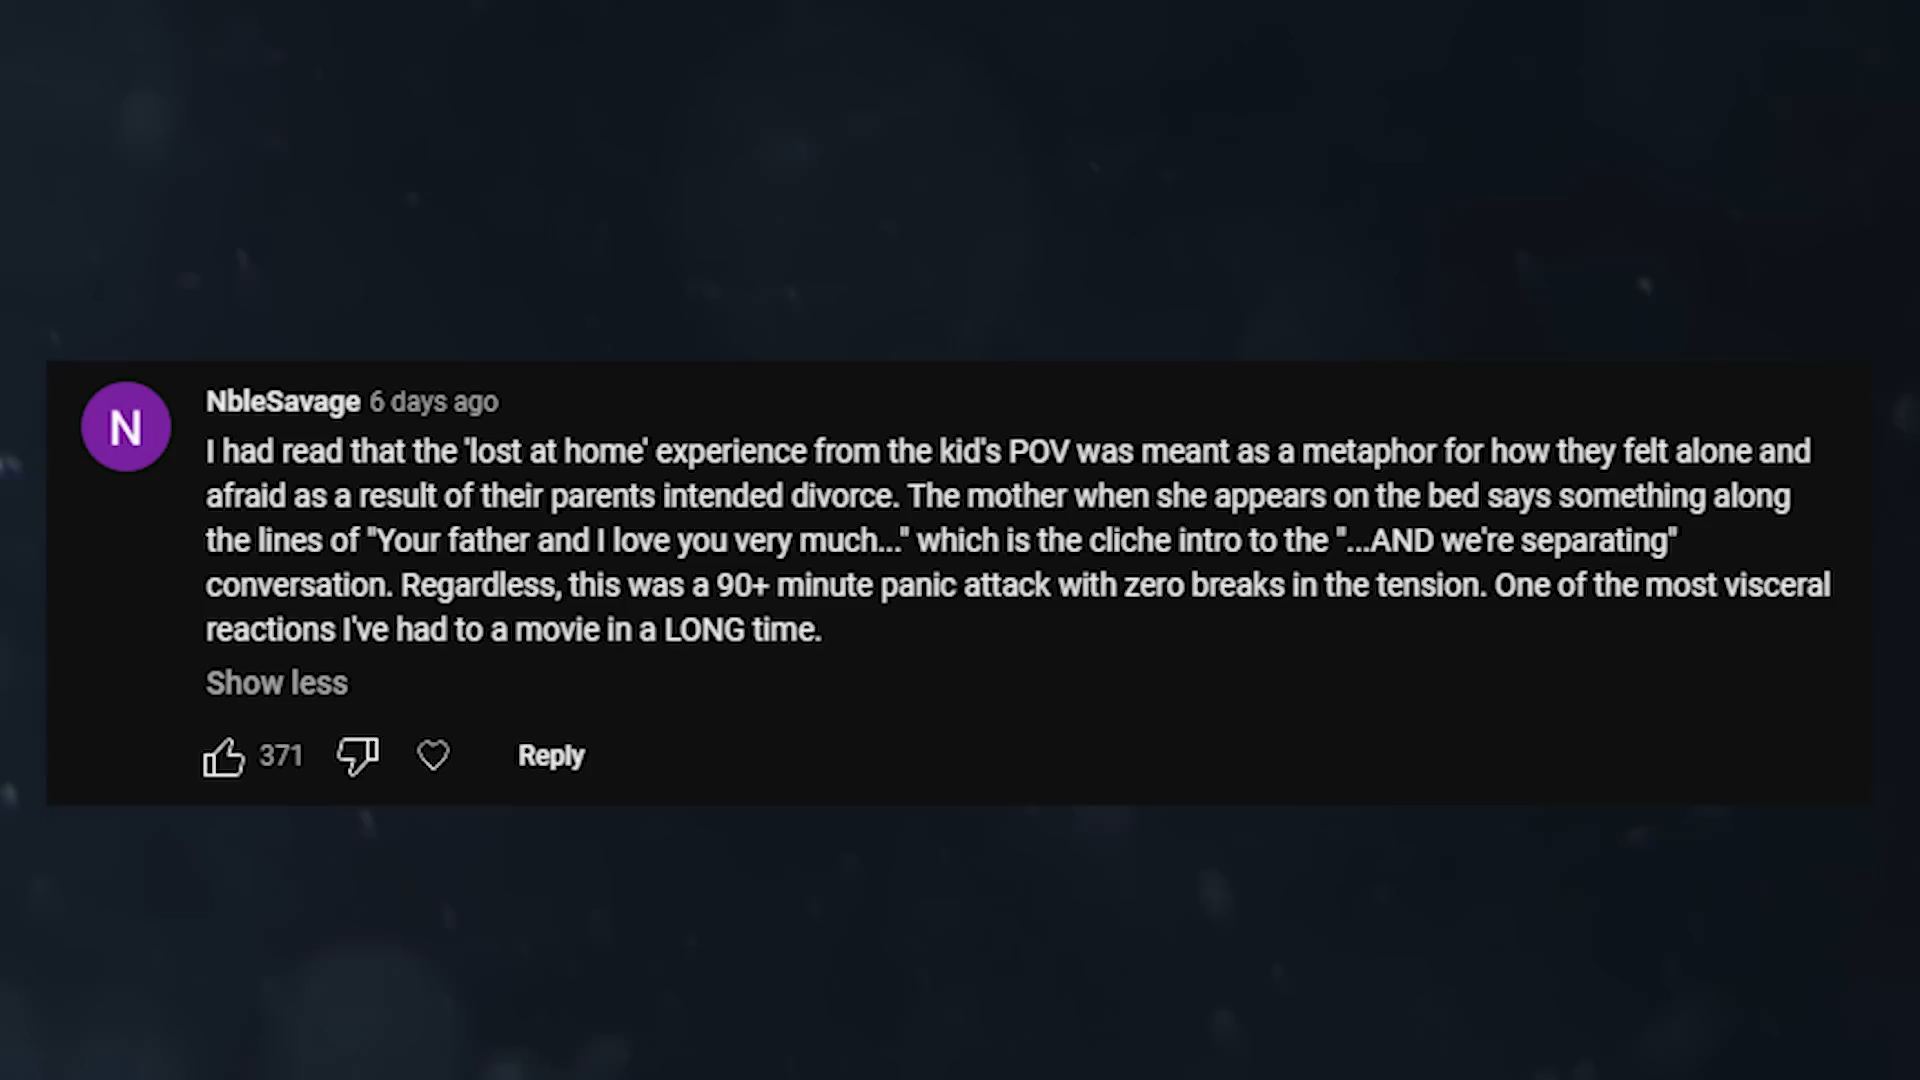 N
NbleSavage 6 days ago
I had read that the 'lost at home' experience from the kid's POV was meant as a metaphor for how they felt alone and
afraid as a result of their parents intended divorce. The mother when she appears on the bed says something along
the lines of "Your father and I love you very much..." which is the cliche intro to the "...AND we're separating"
conversation. Regardless, this was a 90+ minute panic attack with zero breaks in the tension. One of the most visceral
reactions I've had to a movie in a LONG time.
Show less
371 Reply